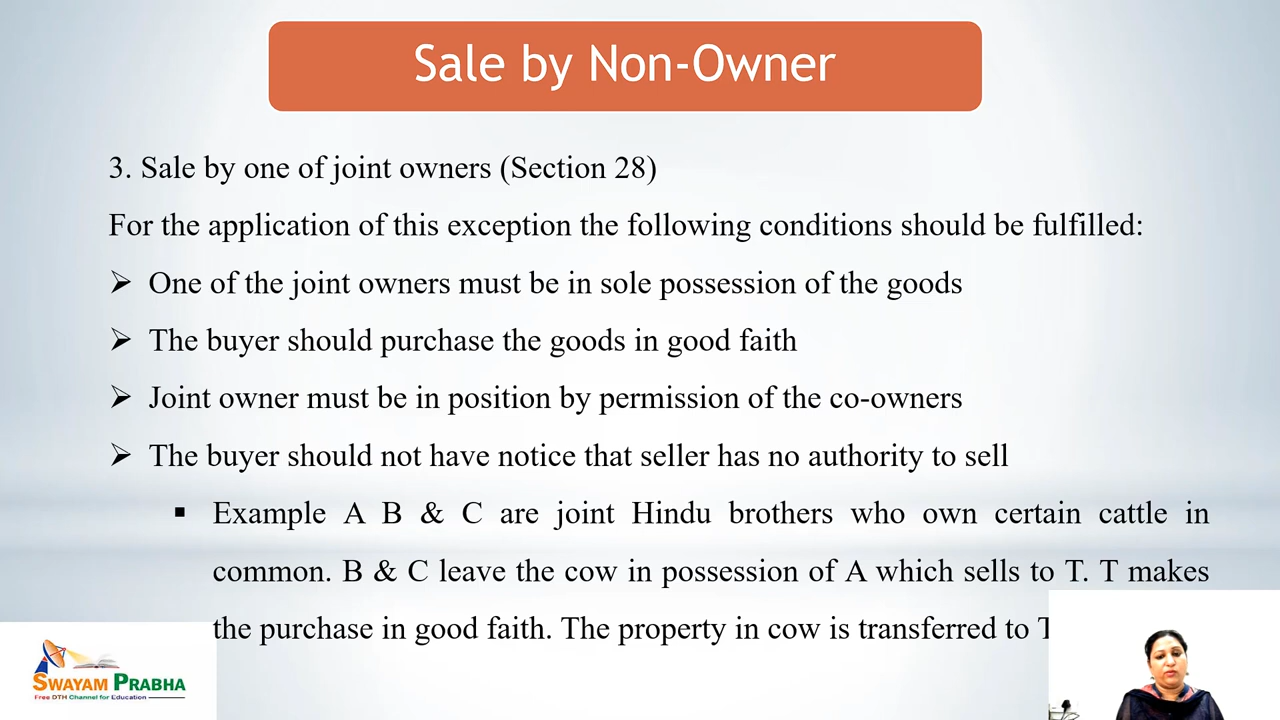 Sale by Non-Owner
3. Sale by one of joint owners (Section 28)
For the application of this exception the following conditions should be fulfilled:
➢ One of the joint owners must be in sole possession of the goods
➢ The buyer should purchase the goods in good faith
➢ Joint owner must be in position by permission of the co-owners
➢ The buyer should not have notice that seller has no authority to sell
▪ Example A B & C are joint Hindu brothers who own certain cattle in
common. B & C leave the cow in possession of A which sells to T. T makes
the purchase in good faith. The property in cow is transferred to T
SWAYAM PRABHA
Free DTH Channel for Education